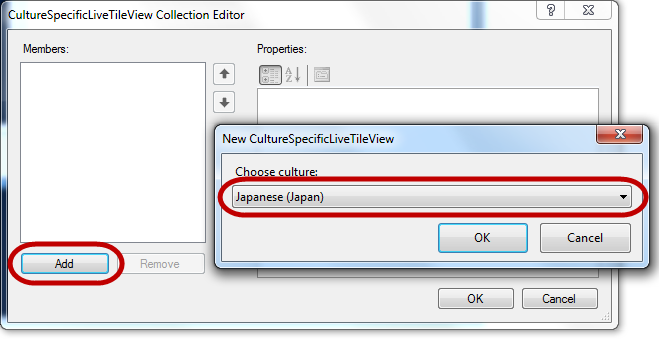 CultureSpecificLiveTileView Collection Editor
?
Members:
Properties:
A
Z
New CultureSpecificLiveTileView
Choose culture:
Japanese (Japan)
OK Cancel
Add Remove
OK Cancel